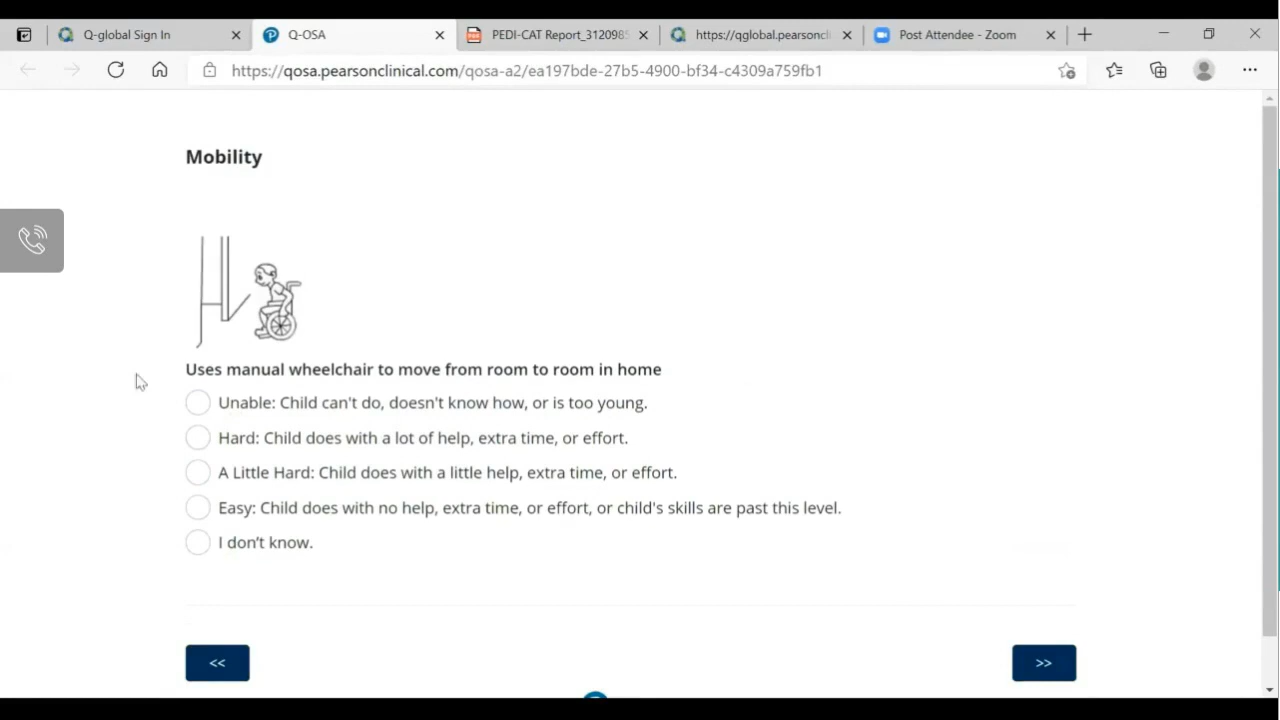 Q-global Sign In
Q-OSA
PEDI-CAT Report_312098
https://qglobal.pearsoncli
Post Attendee - Zoom
https://qosa.pearsonclinical.com/qosa-a2/ea197bde-27b5-4900-bf34-c4309a759fb1
Mobility
Uses manual wheelchair to move from room to room in home
Unable: Child can't do, doesn't know how, or is too young.
Hard: Child does with a lot of help, extra time, or effort.
A Little Hard: Child does with a little help, extra time, or effort.
Easy: Child does with no help, extra time, or effort, or child's skills are past this level.
I don’t know.
<<
>>